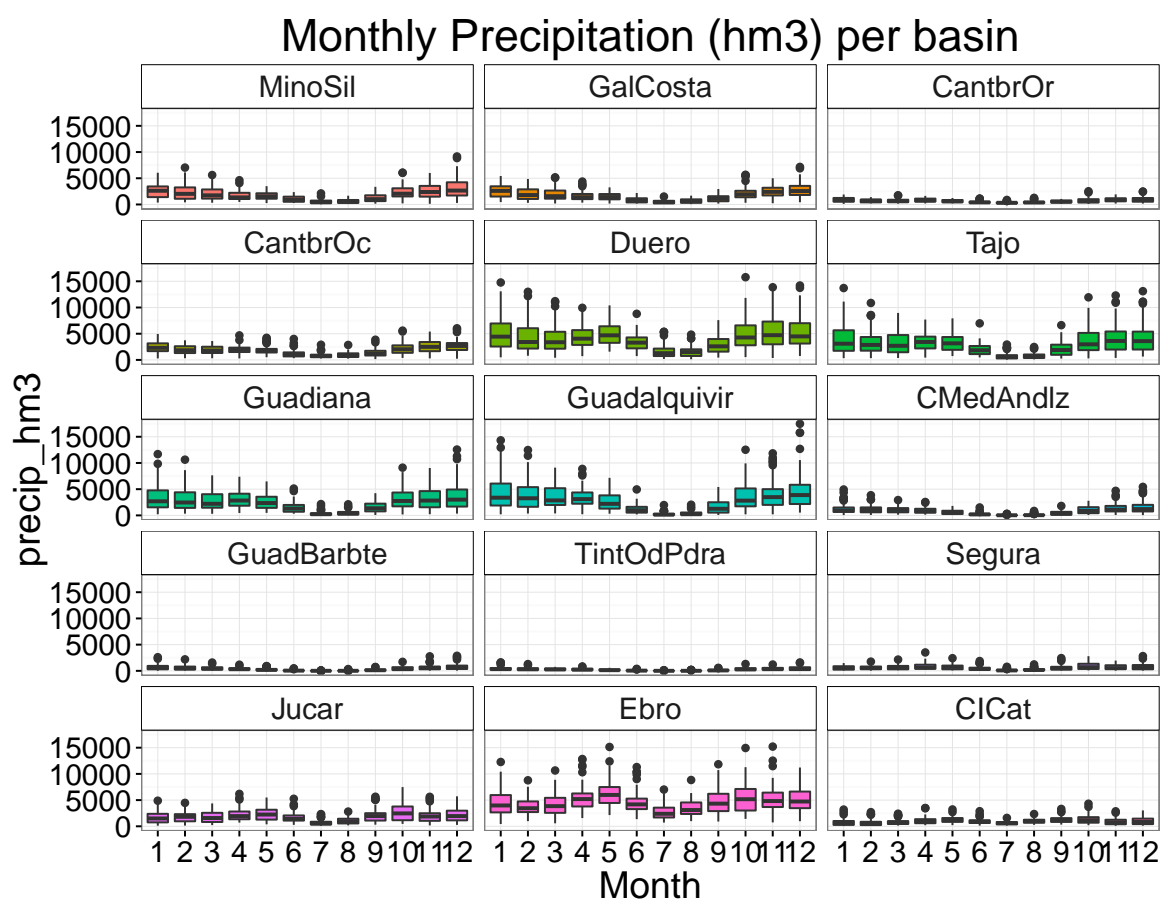 Monthly Precipitation (hm3) per basin
MinoSil GalCosta CantbrOr
15000
10000
5000
0
CantbrOc Duero Tajo
15000
10000
5000
0
Guadiana Guadalquivir CMedAndlz
15000
10000
5000
0
GuadBarbte TintOdPdra Segura
15000
10000
5000
0
Jucar Ebro CICat
15000
10000
5000
0
1 2 3 4 5 6 7 8 9 10 11 12 1 2 3 4 5 6 7 8 9 10 11 12 1 2 3 4 5 6 7 8 9 10 11 12
Month
precip_hm3